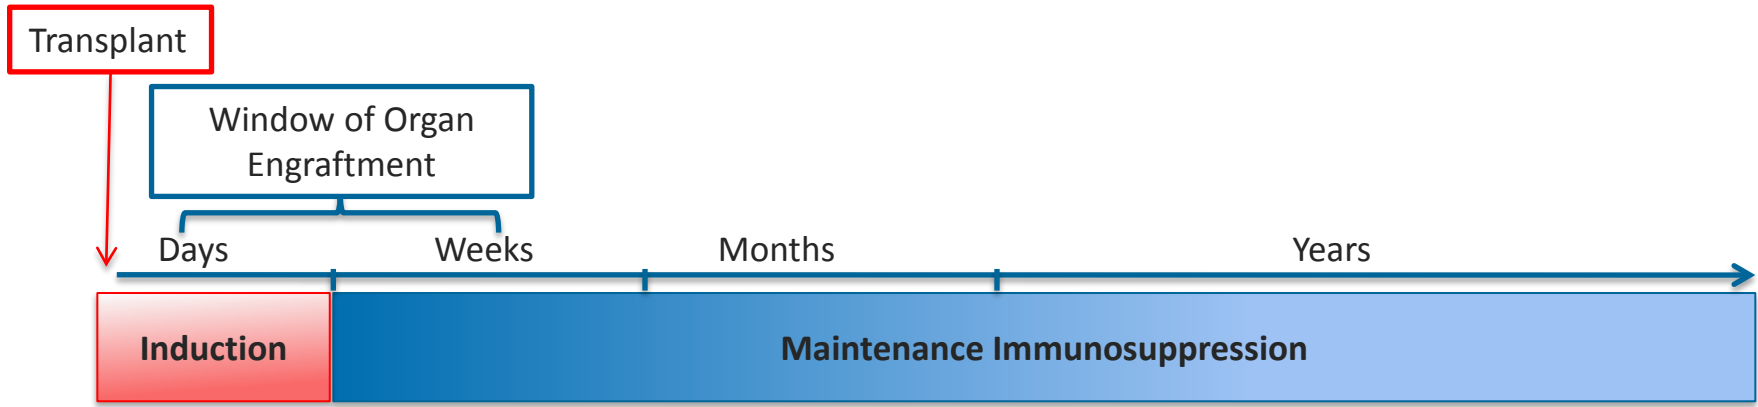 Transplant
Window of Organ
Engraftment
Days
Weeks
Months
Years
Induction
Maintenance Immunosuppression